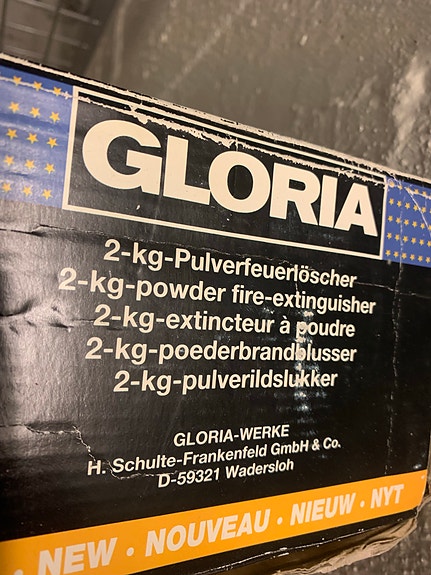 GLORIA
2-kg-Pulverfeuerlöscher
2-kg-powder fire-extinguisher
2-kg-extincteur à poudre
2-kg-poederbrandblusser
2-kg-pulverildslukker
GLORIA-WERKE
H. Schulte-Frankenfeld GmbH & Co.
D-59321 Wadersloh
· NEW · NOUVEAU · NIEUW · NYT